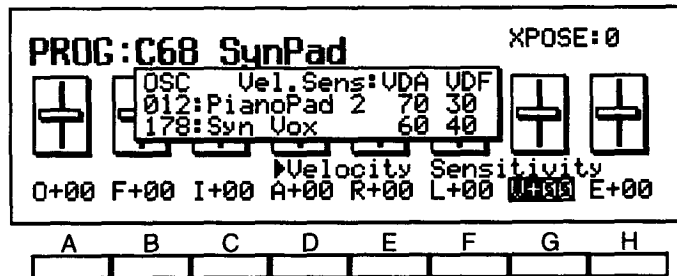 PROG:C68 SynPad XPOSE:0
OSC Vel.Sens:VDA VDF
012:PianoPad 2 70 30
178:Syn Vox 60 40
▶Velocity Sensitivity
O+00 F+00 I+00 A+00 R+00 L+00 V+00 E+00
A B C D E F G H